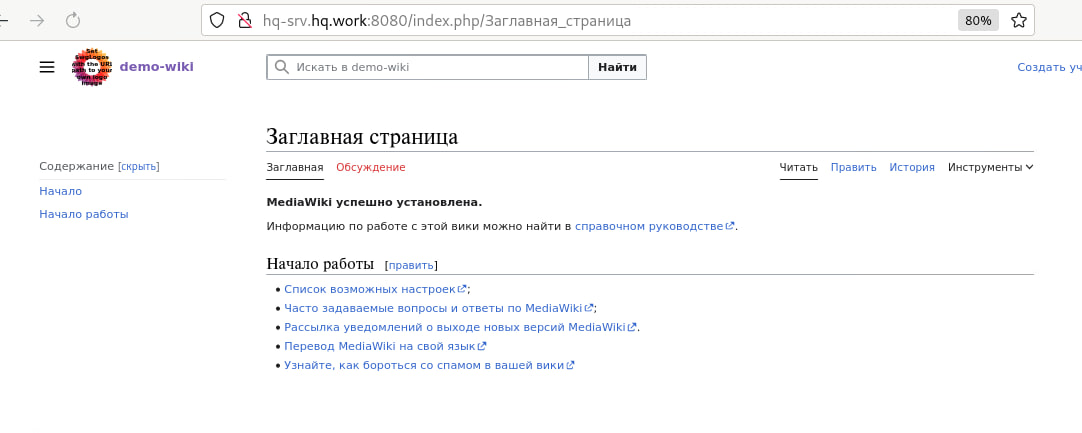 hq-srv.hq.work:8080/index.php/Заглавная_страница 80%
Set $wgLogos with the URL path to your own logo image
demo-wiki Искать в demo-wiki Найти Создать уч
Заглавная страница
Содержание [скрыть] Заглавная Обсуждение Читать Править История Инструменты
Начало
Начало работы
MediaWiki успешно установлена.
Информацию по работе с этой вики можно найти в справочном руководстве.
Начало работы [править]
• Список возможных настроек;
• Часто задаваемые вопросы и ответы по MediaWiki;
• Рассылка уведомлений о выходе новых версий MediaWiki.
• Перевод MediaWiki на свой язык
• Узнайте, как бороться со спамом в вашей вики